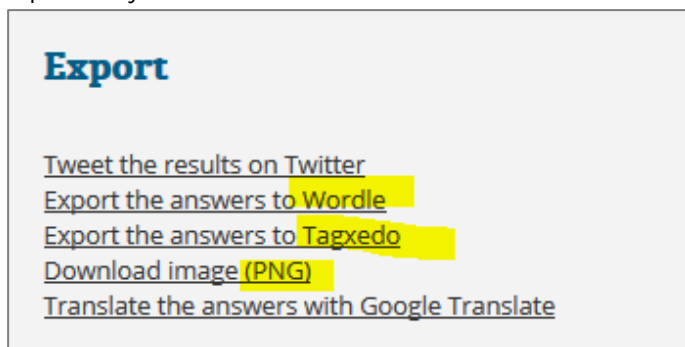 Export
Tweet the results on Twitter
Export the answers to Wordle
Export the answers to Tagxedo
Download image (PNG)
Translate the answers with Google Translate